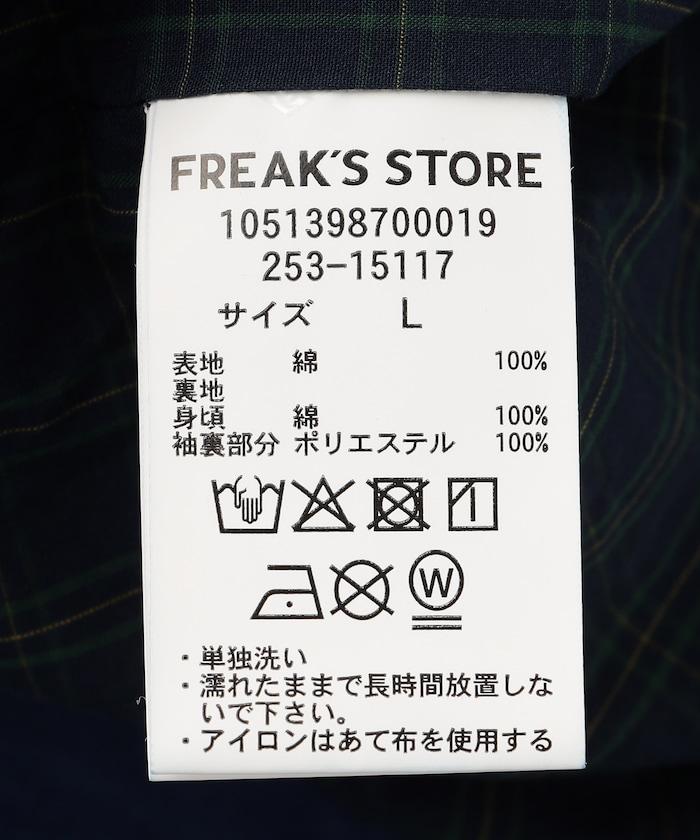 FREAK'S STORE
1051398700019
253-15117
サイズ L
表地 綿 100%
裏地
身頃 綿 100%
袖裏部分 ポリエステル 100%
W
・単独洗い
・濡れたままで長時間放置しな
いで下さい。
・アイロンはあて布を使用する